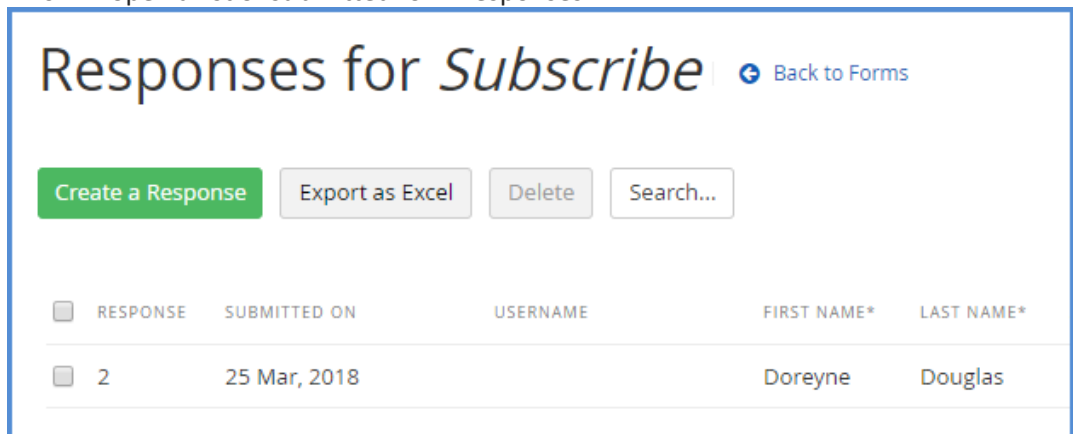 Responses for Subscribe Back to Forms
Create a Response Export as Excel Delete Search...
RESPONSE SUBMITTED ON USERNAME FIRST NAME* LAST NAME*
2 25 Mar, 2018 Doreyne Douglas